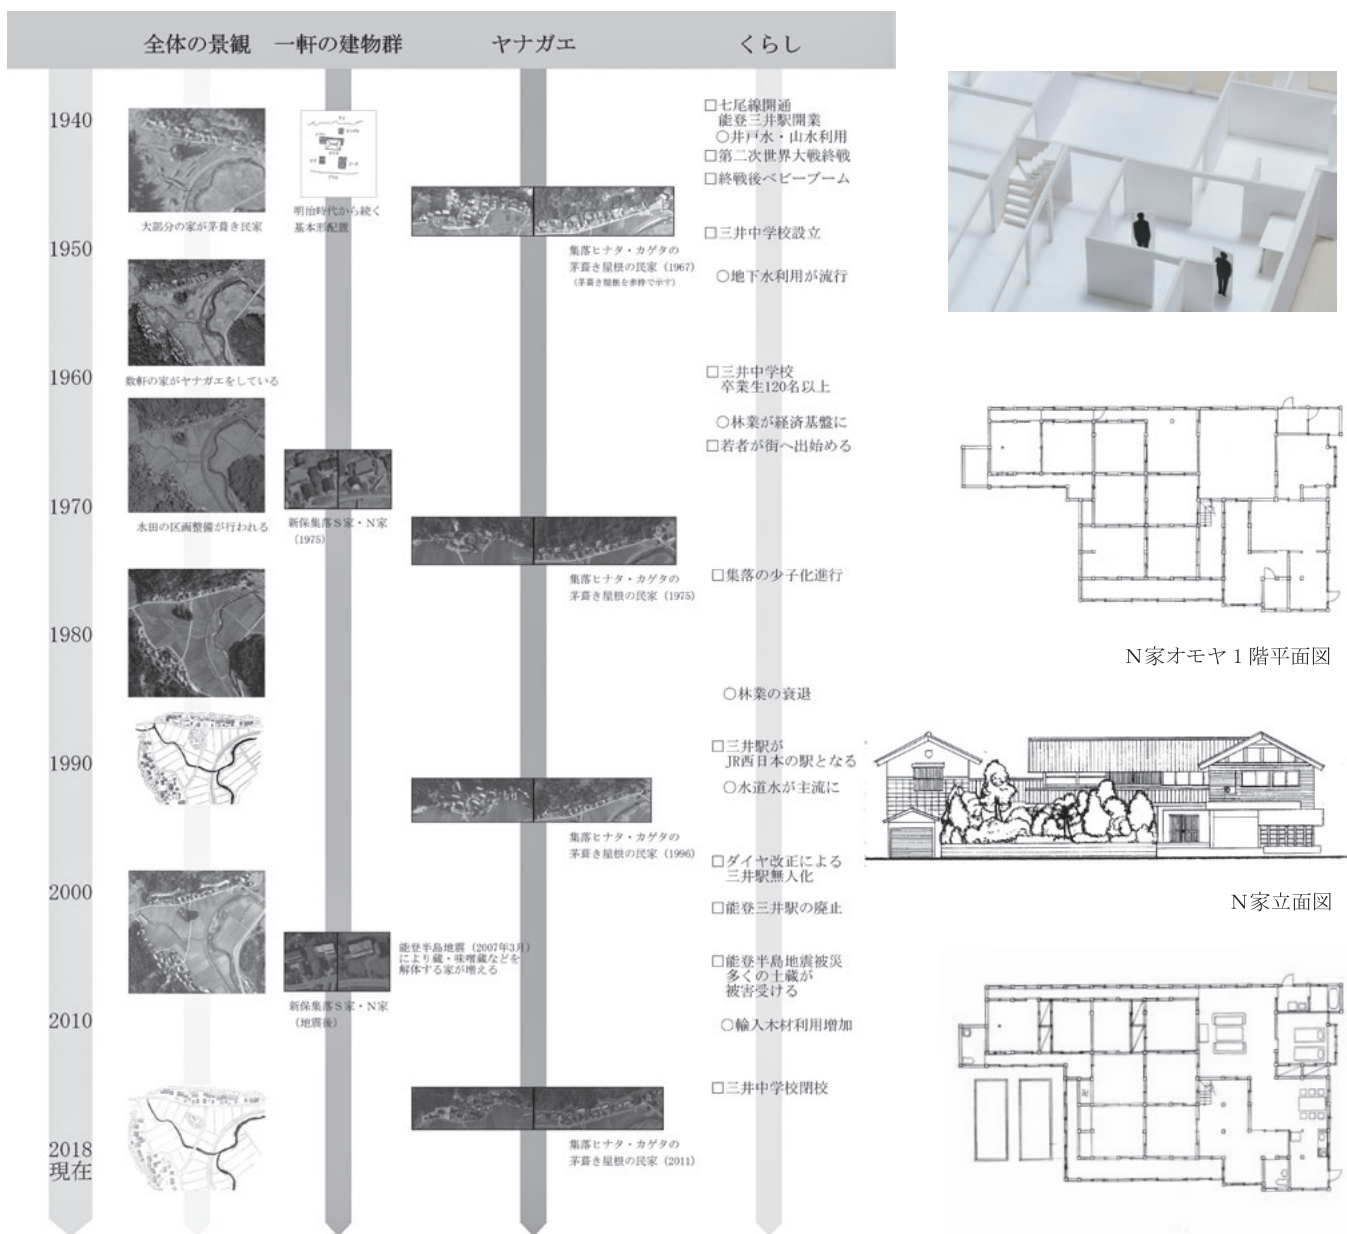 全体の景観
一軒の建物群
ヤナガエ
くらし
1940
1950
1960
1970
1980
1990
2000
2010
2018
現在
大部分の家が茅葺き民家
数軒の家がヤナガエをしている
水田の区画整備が行われる
明治時代から続く
基本形配置
新保集落S家・N家
(1975)
新保集落S家・N家
(地震後)
集落ヒナタ・カゲタの
茅葺き屋根の民家 (1967)
(茅葺き屋根を赤枠で示す)
集落ヒナタ・カゲタの
茅葺き屋根の民家 (1975)
集落ヒナタ・カゲタの
茅葺き屋根の民家 (1996)
能登半島地震 (2007年3月)
により蔵・味噌蔵などを
解体する家が増える
集落ヒナタ・カゲタの
茅葺き屋根の民家 (2011)
□七尾線開通
能登三井駅開業
○井戸水・山水利用
□第二次世界大戦終戦
□終戦後ベビーブーム
□三井中学校設立
○地下水利用が流行
□三井中学校
卒業生120名以上
○林業が経済基盤に
□若者が街へ出始める
□集落の少子化進行
○林業の衰退
□三井駅が
JR西日本の駅となる
○水道水が主流に
□ダイヤ改正による
三井駅無人化
□能登三井駅の廃止
□能登半島地震被災
多くの土蔵が
被害受ける
○輸入木材利用増加
□三井中学校閉校
N家オモヤ1階平面図
N家立面図